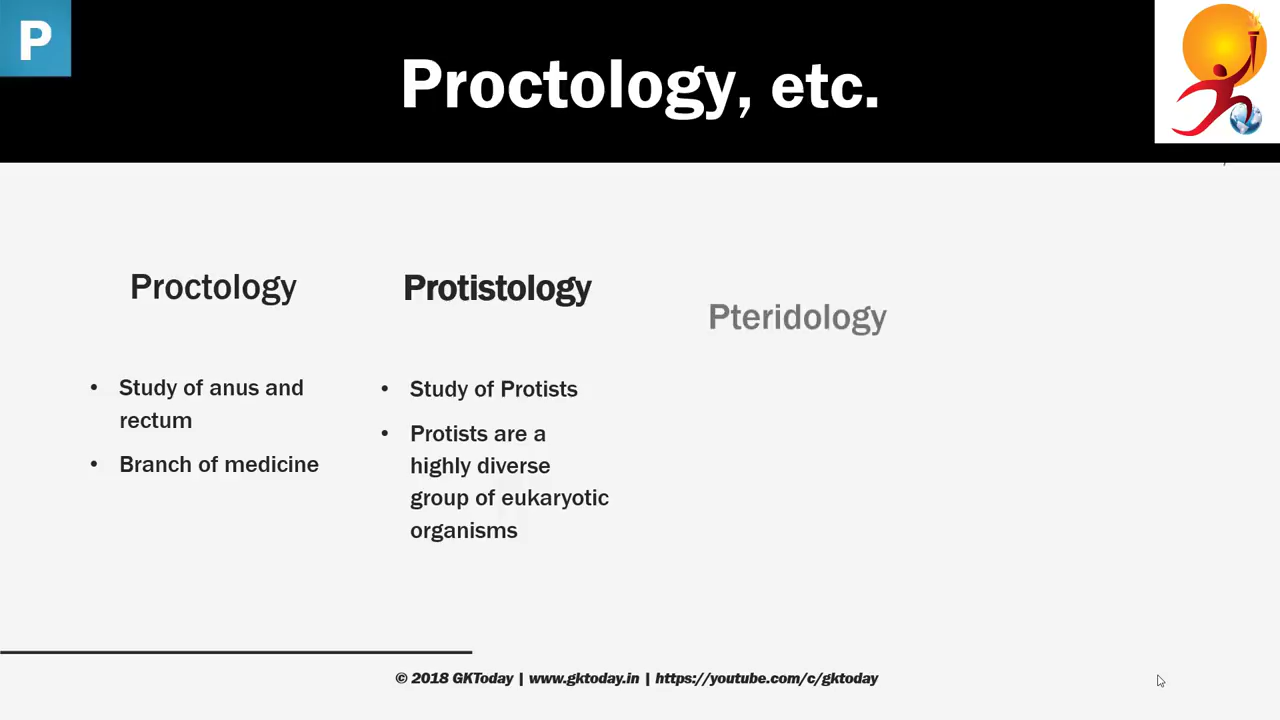 P
Proctology, etc.
Proctology
• Study of anus and
rectum
• Branch of medicine
Protistology
• Study of Protists
• Protists are a
highly diverse
group of eukaryotic
organisms
Pteridology
© 2018 GKToday | www.gktoday.in | https://youtube.com/c/gktoday